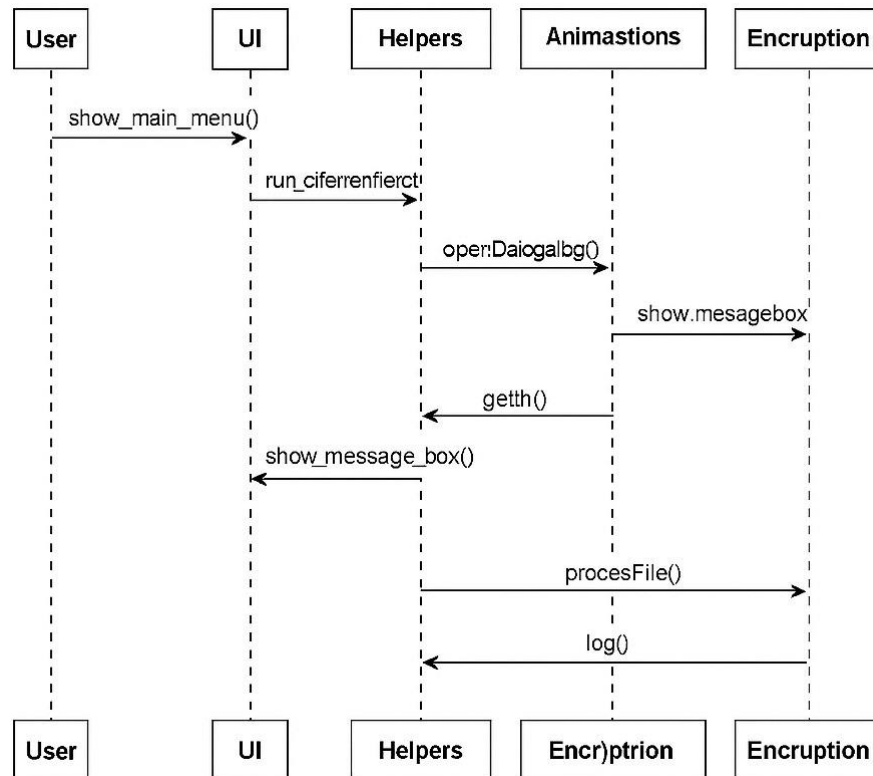 User
UI
Helpers
Animastions
Encruption
show_main_menu()
run_ciferrenfierct
oper:Daiogalbg()
show.mesagebox
getth()
show_message_box()
procesFile()
log()
User
UI
Helpers
Encr)ptrion
Encruption